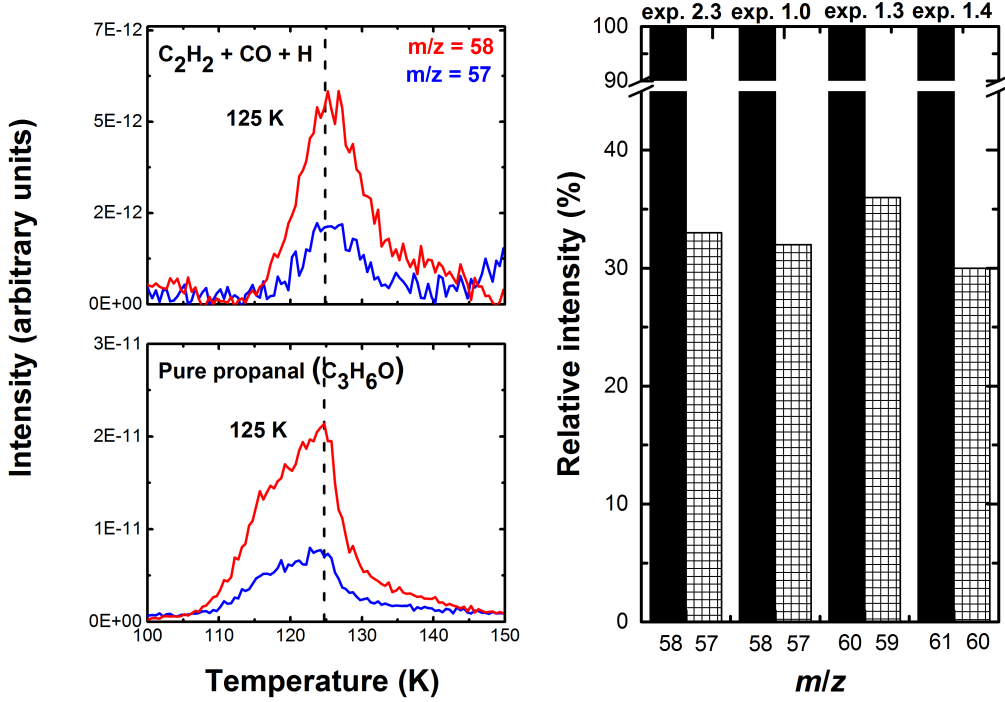 Intensity (arbitrary units)
7E-12
5E-12
2E-12
0E+00
C2H2 + CO + H
m/z = 58
m/z = 57
125 K
3E-11
2E-11
1E-11
0E+00
Pure propanal (C3H6O)
125 K
100 110 120 130 140 150
Temperature (K)
exp. 2.3 exp. 1.0 exp. 1.3 exp. 1.4
Relative intensity (%)
100
90
40
30
20
10
0
58 57 58 57 60 59 61 60
m/z